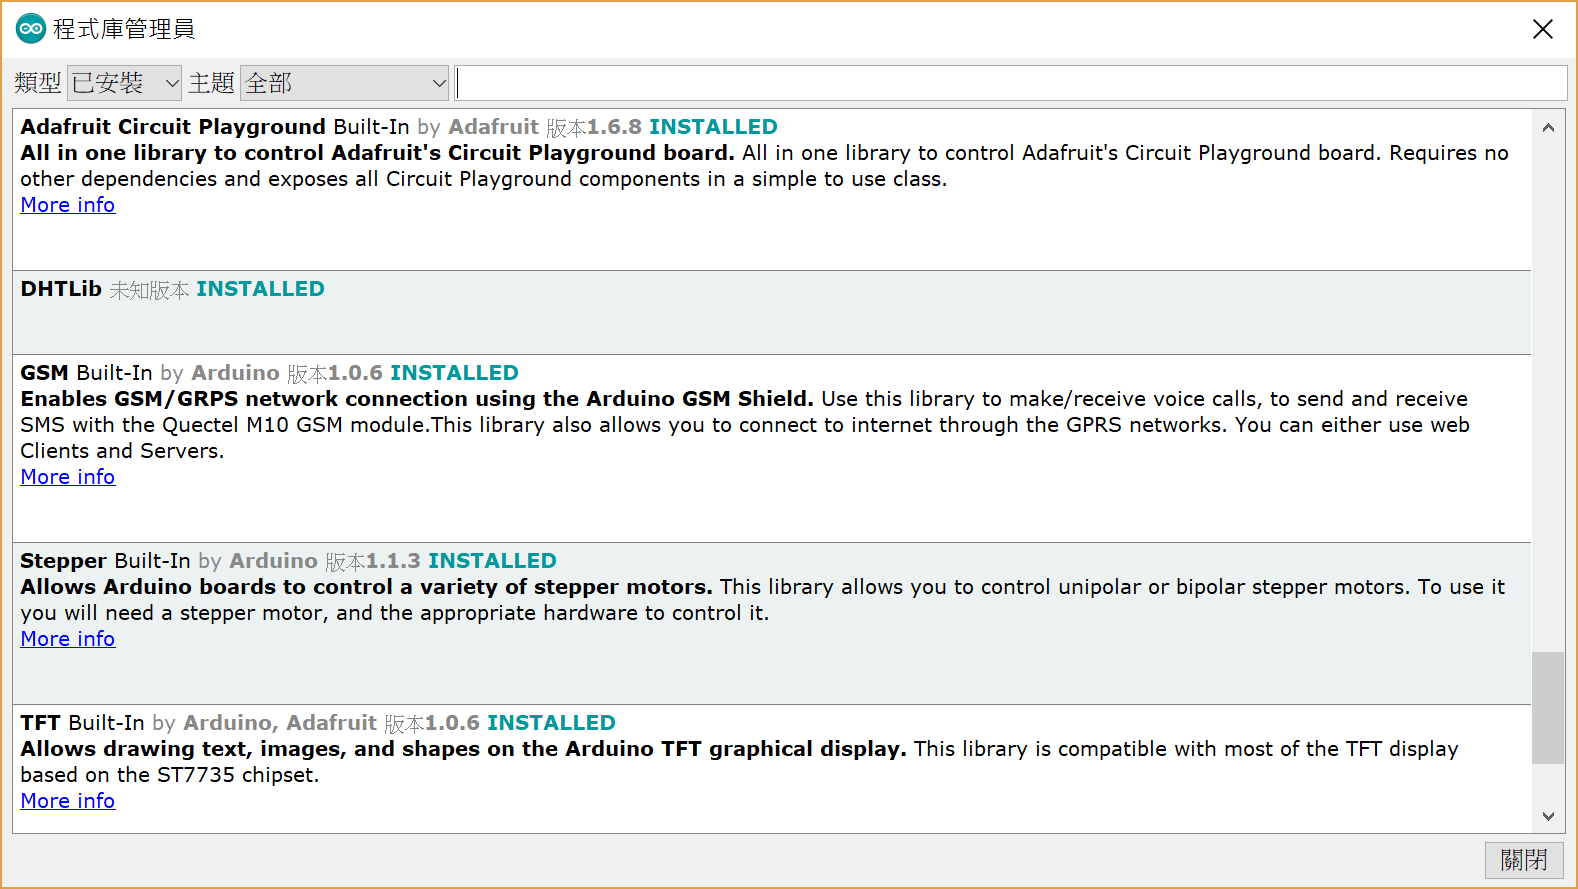 程式庫管理員
類型 已安裝 主題 全部
Adafruit Circuit Playground Built-In by Adafruit 版本1.6.8 INSTALLED
All in one library to control Adafruit's Circuit Playground board. All in one library to control Adafruit's Circuit Playground board. Requires no
other dependencies and exposes all Circuit Playground components in a simple to use class.
More info
DHTLib 未知版本 INSTALLED
GSM Built-In by Arduino 版本1.0.6 INSTALLED
Enables GSM/GRPS network connection using the Arduino GSM Shield. Use this library to make/receive voice calls, to send and receive
SMS with the Quectel M10 GSM module.This library also allows you to connect to internet through the GPRS networks. You can either use web
Clients and Servers.
More info
Stepper Built-In by Arduino 版本1.1.3 INSTALLED
Allows Arduino boards to control a variety of stepper motors. This library allows you to control unipolar or bipolar stepper motors. To use it
you will need a stepper motor, and the appropriate hardware to control it.
More info
TFT Built-In by Arduino, Adafruit 版本1.0.6 INSTALLED
Allows drawing text, images, and shapes on the Arduino TFT graphical display. This library is compatible with most of the TFT display
based on the ST7735 chipset.
More info
關閉